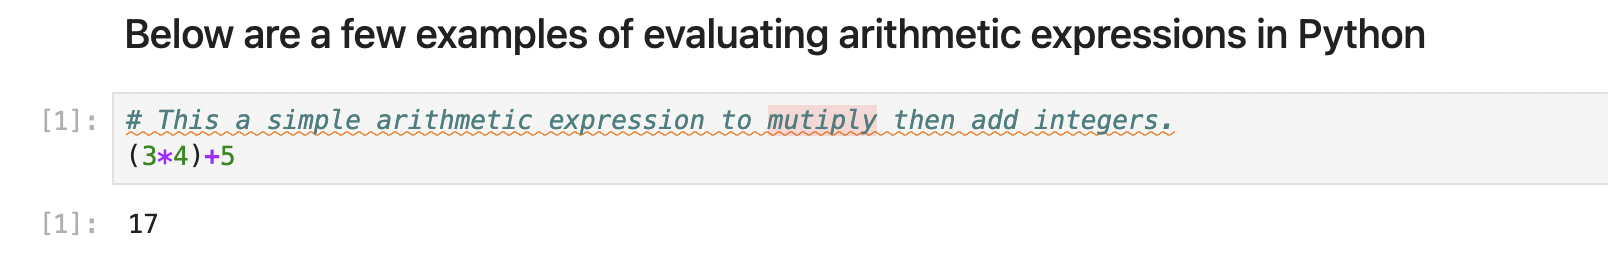 Below are a few examples of evaluating arithmetic expressions in Python
[1]: # This a simple arithmetic expression to mutiply then add integers.
(3*4)+5
[1]: 17